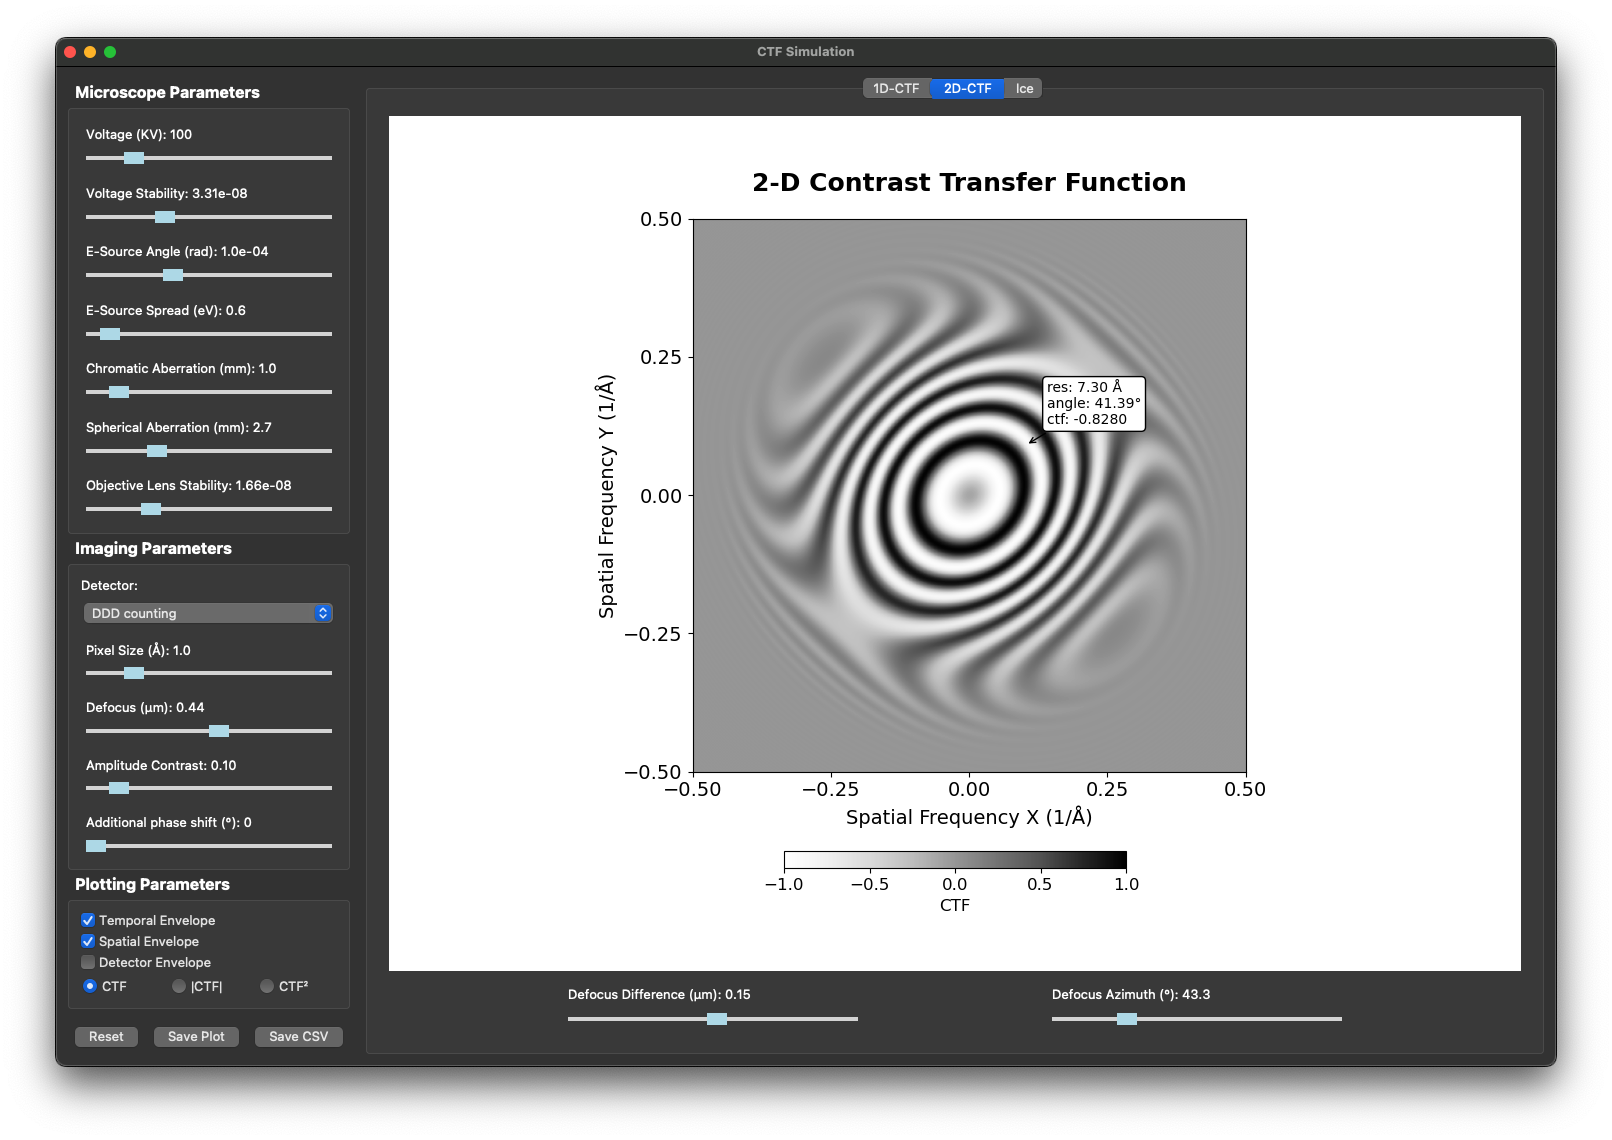 CTF Simulation
Microscope Parameters
Voltage (KV): 100
Voltage Stability: 3.31e-08
E-Source Angle (rad): 1.0e-04
E-Source Spread (eV): 0.6
Chromatic Aberration (mm): 1.0
Spherical Aberration (mm): 2.7
Objective Lens Stability: 1.66e-08
Imaging Parameters
Detector:
DDD counting
Pixel Size (Å): 1.0
Defocus (µm): 0.44
Amplitude Contrast: 0.10
Additional phase shift (°): 0
Plotting Parameters
Temporal Envelope
Spatial Envelope
Detector Envelope
CTF |CTF| CTF²
Reset Save Plot Save CSV
1D-CTF 2D-CTF Ice
2-D Contrast Transfer Function
Spatial Frequency Y (1/Å)
0.50
0.25
0.00
−0.25
−0.50
res: 7.30 Å
angle: 41.39°
ctf: -0.8280
−0.50 −0.25 0.00 0.25 0.50
Spatial Frequency X (1/Å)
−1.0 −0.5 0.0 0.5 1.0
CTF
Defocus Difference (µm): 0.15 Defocus Azimuth (°): 43.3